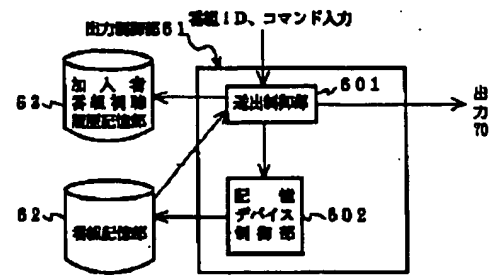 番組ID、コマンド入力
出力制御部61
加入者
番組視聴
履歴記憶部
63
送出制御部
601
出力
70
62
番組記憶部
記憶
デバイス
制御部
602